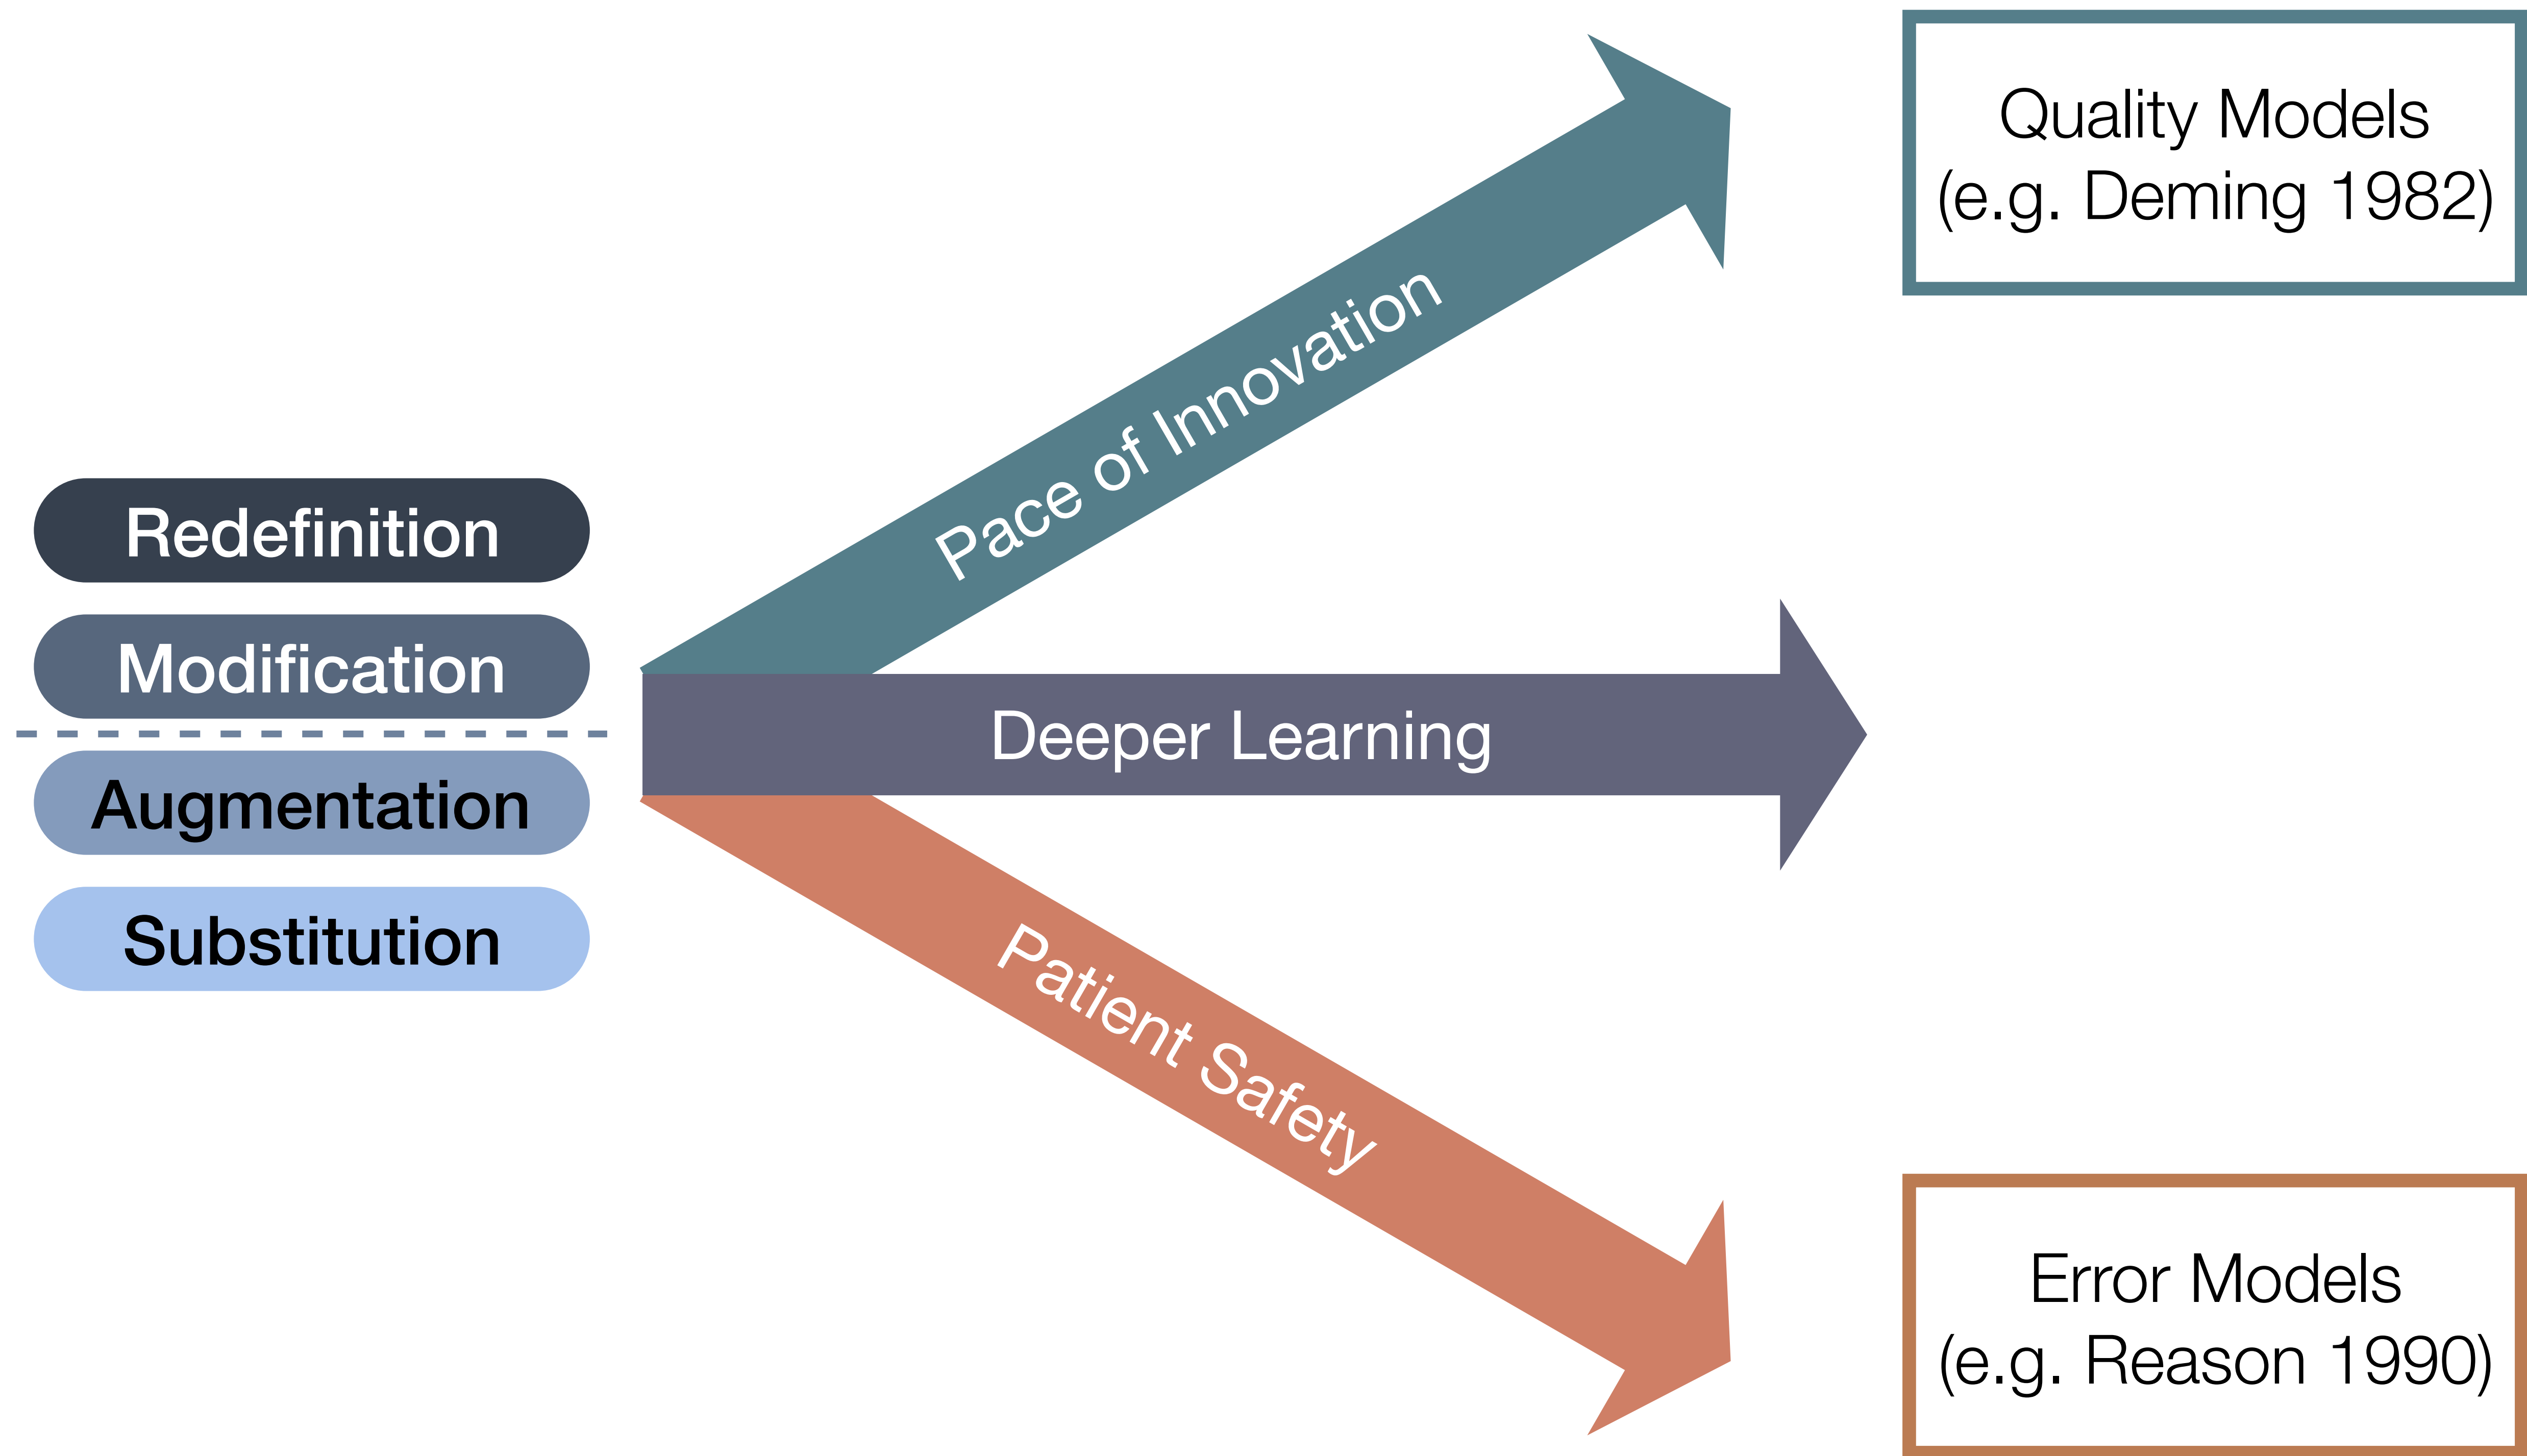 Redefinition
Modification
Augmentation
Substitution
Pace of Innovation
Deeper Learning
Patient Safety
Quality Models
(e.g. Deming 1982)
Error Models
(e.g. Reason 1990)